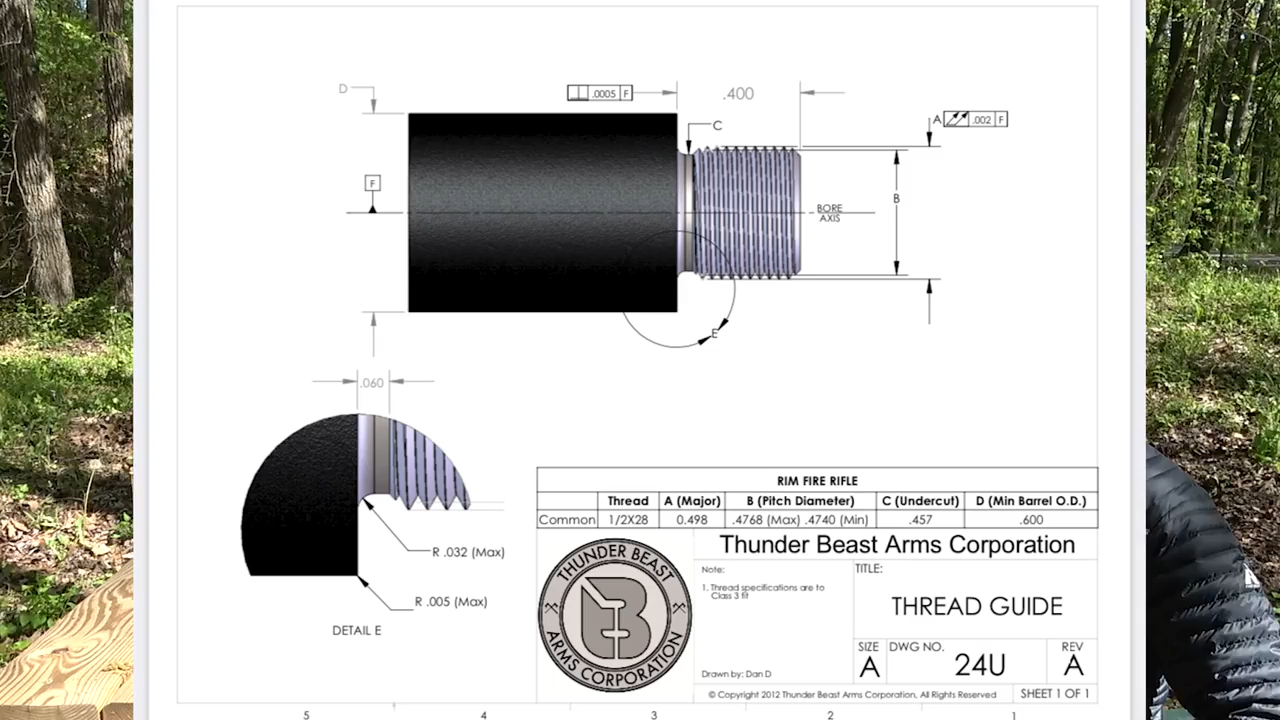 D
.0005 F
.400
C
A .002 F
F
B
BORE
AXIS
E
.060
R .032 (Max)
R .005 (Max)
DETAIL E
RIM FIRE RIFLE
Thread A (Major) B (Pitch Diameter) C (Undercut) D (Min Barrel O.D.)
Common 1/2X28 0.498 .4768 (Max) .4740 (Min) .457 .600
THUNDER BEAST
B
ARMS CORPORATION
Thunder Beast Arms Corporation
Note:
1. Thread specifications are to
Class 3 fit
Drawn by: Dan D
TITLE:
THREAD GUIDE
SIZE
A
DWG NO.
24U
REV
A
© Copyright 2012 Thunder Beast Arms Corporation, All Rights Reserved
SHEET 1 OF 1
5 4 3 2 1